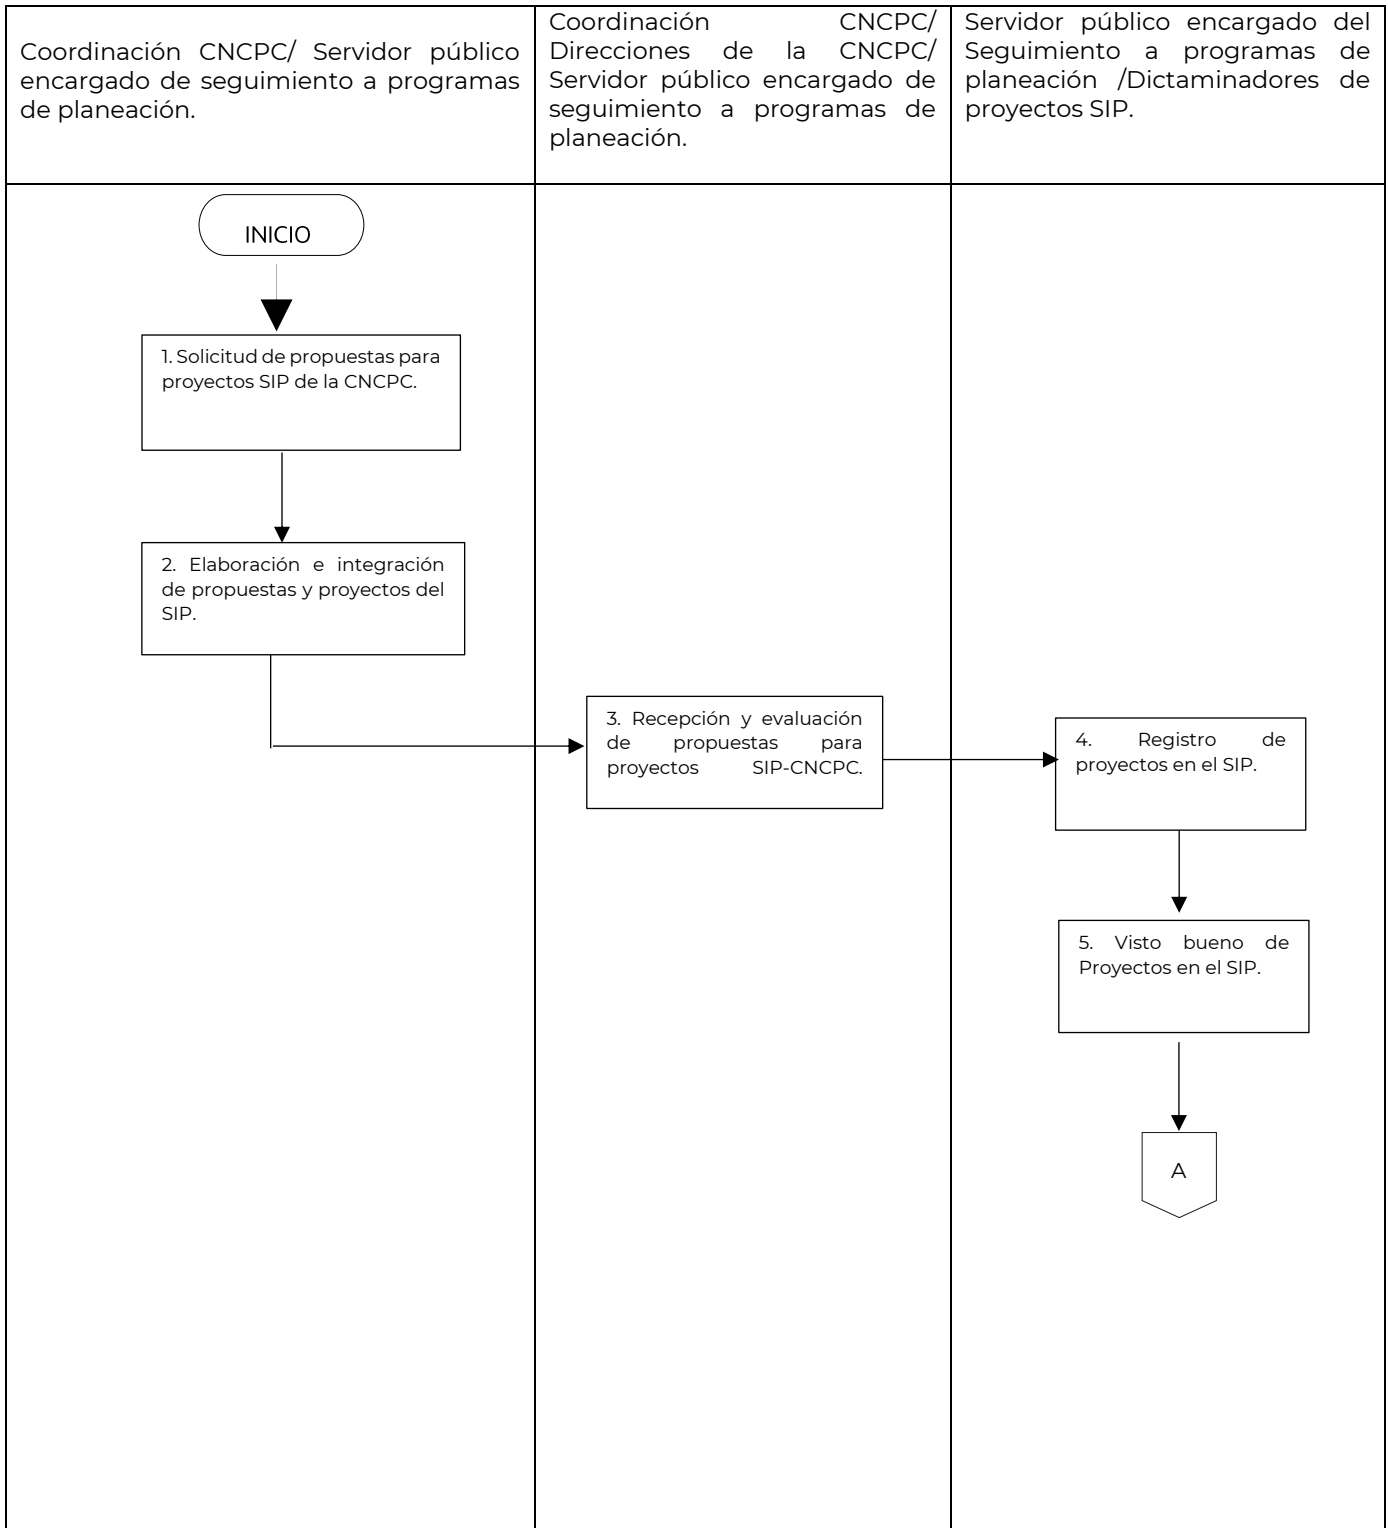 Coordinación CNCPC/ Servidor público
encargado de seguimiento a programas
de planeación.
Coordinación CNCPC/
Direcciones de la CNCPC/
Servidor público encargado de
seguimiento a programas de
planeación.
Servidor público encargado del
Seguimiento a programas de
planeación /Dictaminadores de
proyectos SIP.
INICIO
1. Solicitud de propuestas para
proyectos SIP de la CNCPC.
2. Elaboración e integración
de propuestas y proyectos del
SIP.
3. Recepción y evaluación
de propuestas para
proyectos SIP-CNCPC.
4. Registro de
proyectos en el SIP.
5. Visto bueno de
Proyectos en el SIP.
A